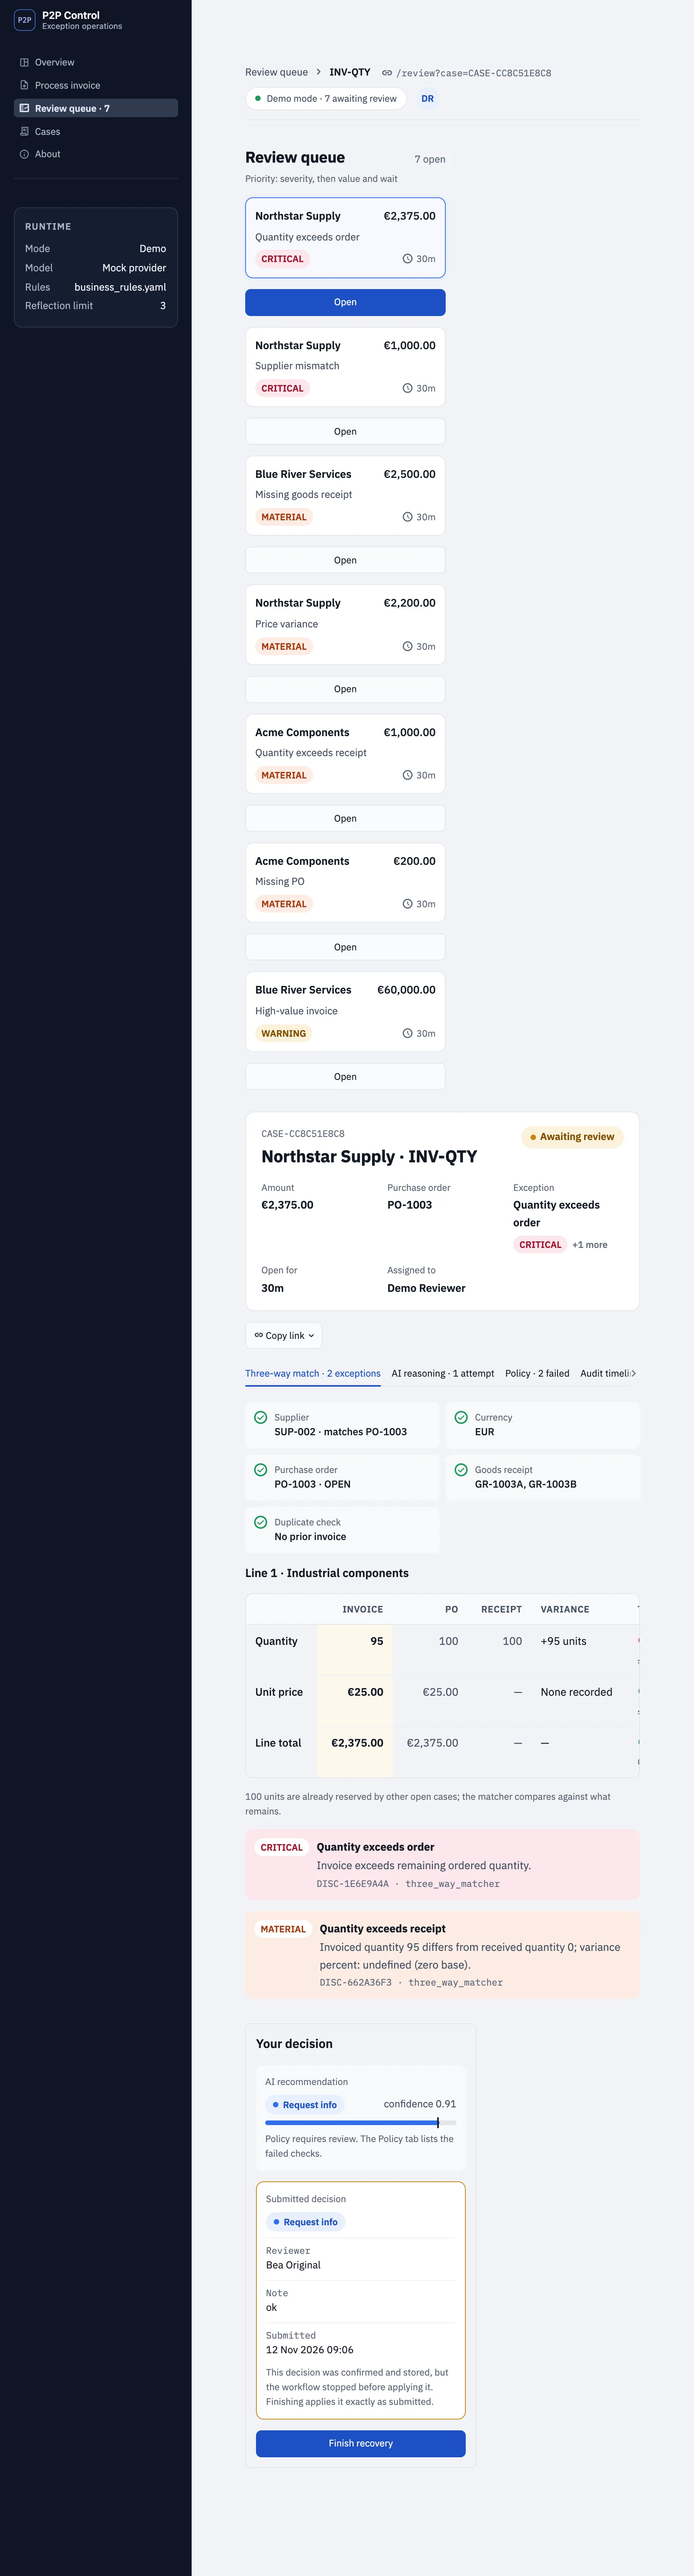 P2P
P2P Control
Exception operations
Overview
Process invoice
Review queue · 7
Cases
About
RUNTIME
Mode Demo
Model Mock provider
Rules business_rules.yaml
Reflection limit 3
Review queue > INV-QTY /review?case=CASE-CC8C51E8C8
Demo mode · 7 awaiting review DR
Review queue 7 open
Priority: severity, then value and wait
Northstar Supply €2,375.00
Quantity exceeds order
CRITICAL 30m
Open
Northstar Supply €1,000.00
Supplier mismatch
CRITICAL 30m
Open
Blue River Services €2,500.00
Missing goods receipt
MATERIAL 30m
Open
Northstar Supply €2,200.00
Price variance
MATERIAL 30m
Open
Acme Components €1,000.00
Quantity exceeds receipt
MATERIAL 30m
Open
Acme Components €200.00
Missing PO
MATERIAL 30m
Open
Blue River Services €60,000.00
High-value invoice
WARNING 30m
Open
CASE-CC8C51E8C8
Awaiting review
Northstar Supply · INV-QTY
Amount Purchase order Exception
€2,375.00 PO-1003 Quantity exceeds
order
CRITICAL +1 more
Open for Assigned to
30m Demo Reviewer
Copy link
Three-way match · 2 exceptions AI reasoning · 1 attempt Policy · 2 failed Audit timeli
Supplier Currency
SUP-002 · matches PO-1003 EUR
Purchase order Goods receipt
PO-1003 · OPEN GR-1003A, GR-1003B
Duplicate check
No prior invoice
Line 1 · Industrial components
INVOICE PO RECEIPT VARIANCE
Quantity 95 100 100 +95 units
Unit price €25.00 €25.00 — None recorded
Line total €2,375.00 €2,375.00 — —
100 units are already reserved by other open cases; the matcher compares against what
remains.
CRITICAL Quantity exceeds order
Invoice exceeds remaining ordered quantity.
DISC-1E6E9A4A · three_way_matcher
MATERIAL Quantity exceeds receipt
Invoiced quantity 95 differs from received quantity 0; variance
percent: undefined (zero base).
DISC-662A36F3 · three_way_matcher
Your decision
AI recommendation
Request info confidence 0.91
Policy requires review. The Policy tab lists the
failed checks.
Submitted decision
Request info
Reviewer
Bea Original
Note
ok
Submitted
12 Nov 2026 09:06
This decision was confirmed and stored, but
the workflow stopped before applying it.
Finishing applies it exactly as submitted.
Finish recovery